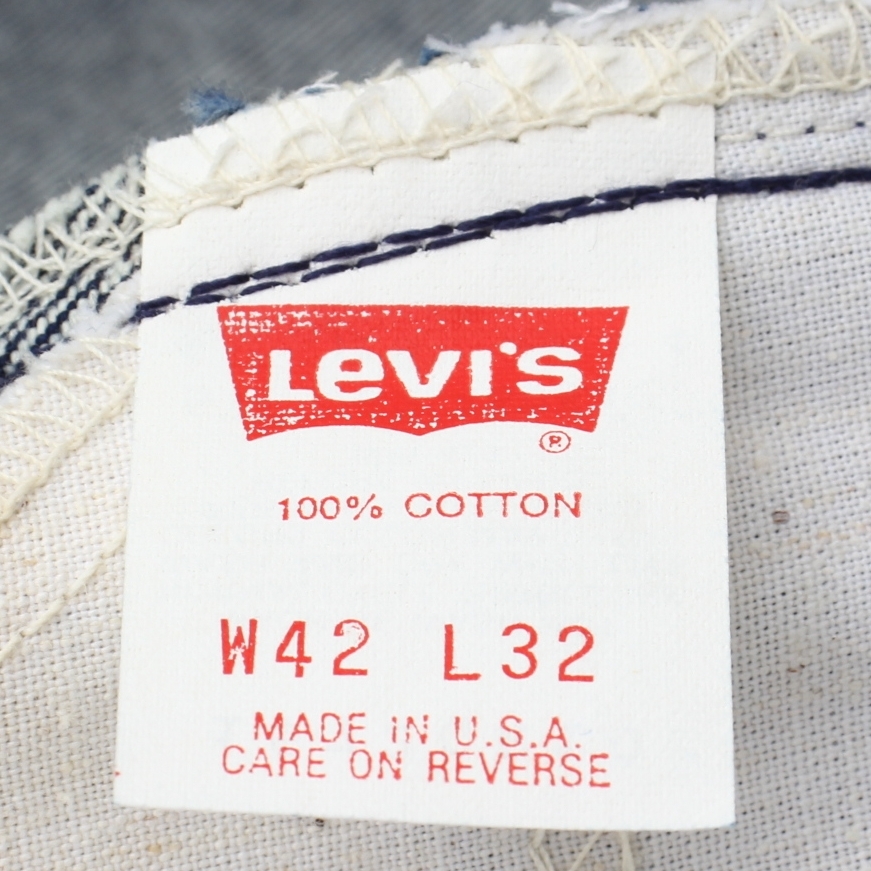 Levi's
®
100% COTTON
W42 L32
MADE IN U.S.A.
CARE ON REVERSE